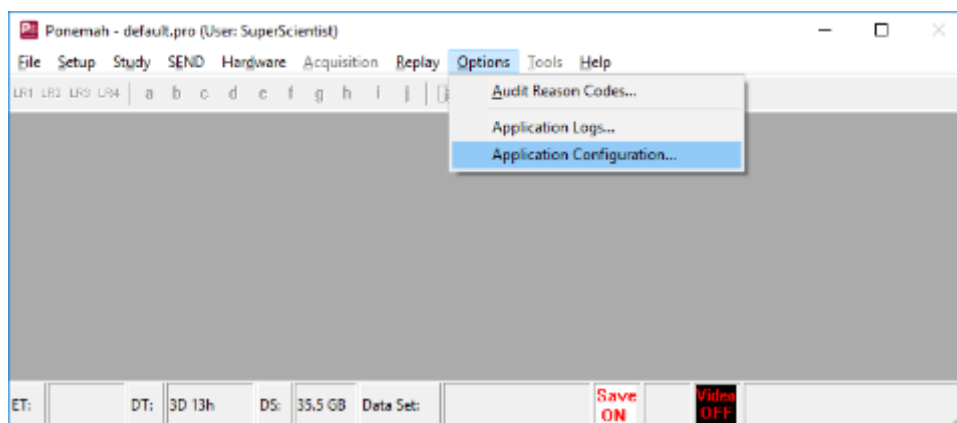 Ponemah - default.pro (User: SuperScientist)
File Setup Study SEND Hardware Acquisition Replay Options Tools Help
LR1 LR2 LR3 LR4 a b c d e f g h i j
Audit Reason Codes...
Application Logs...
Application Configuration...
ET: DT: 3D 13h DS: 35.5 GB Data Set: Save ON Video OFF